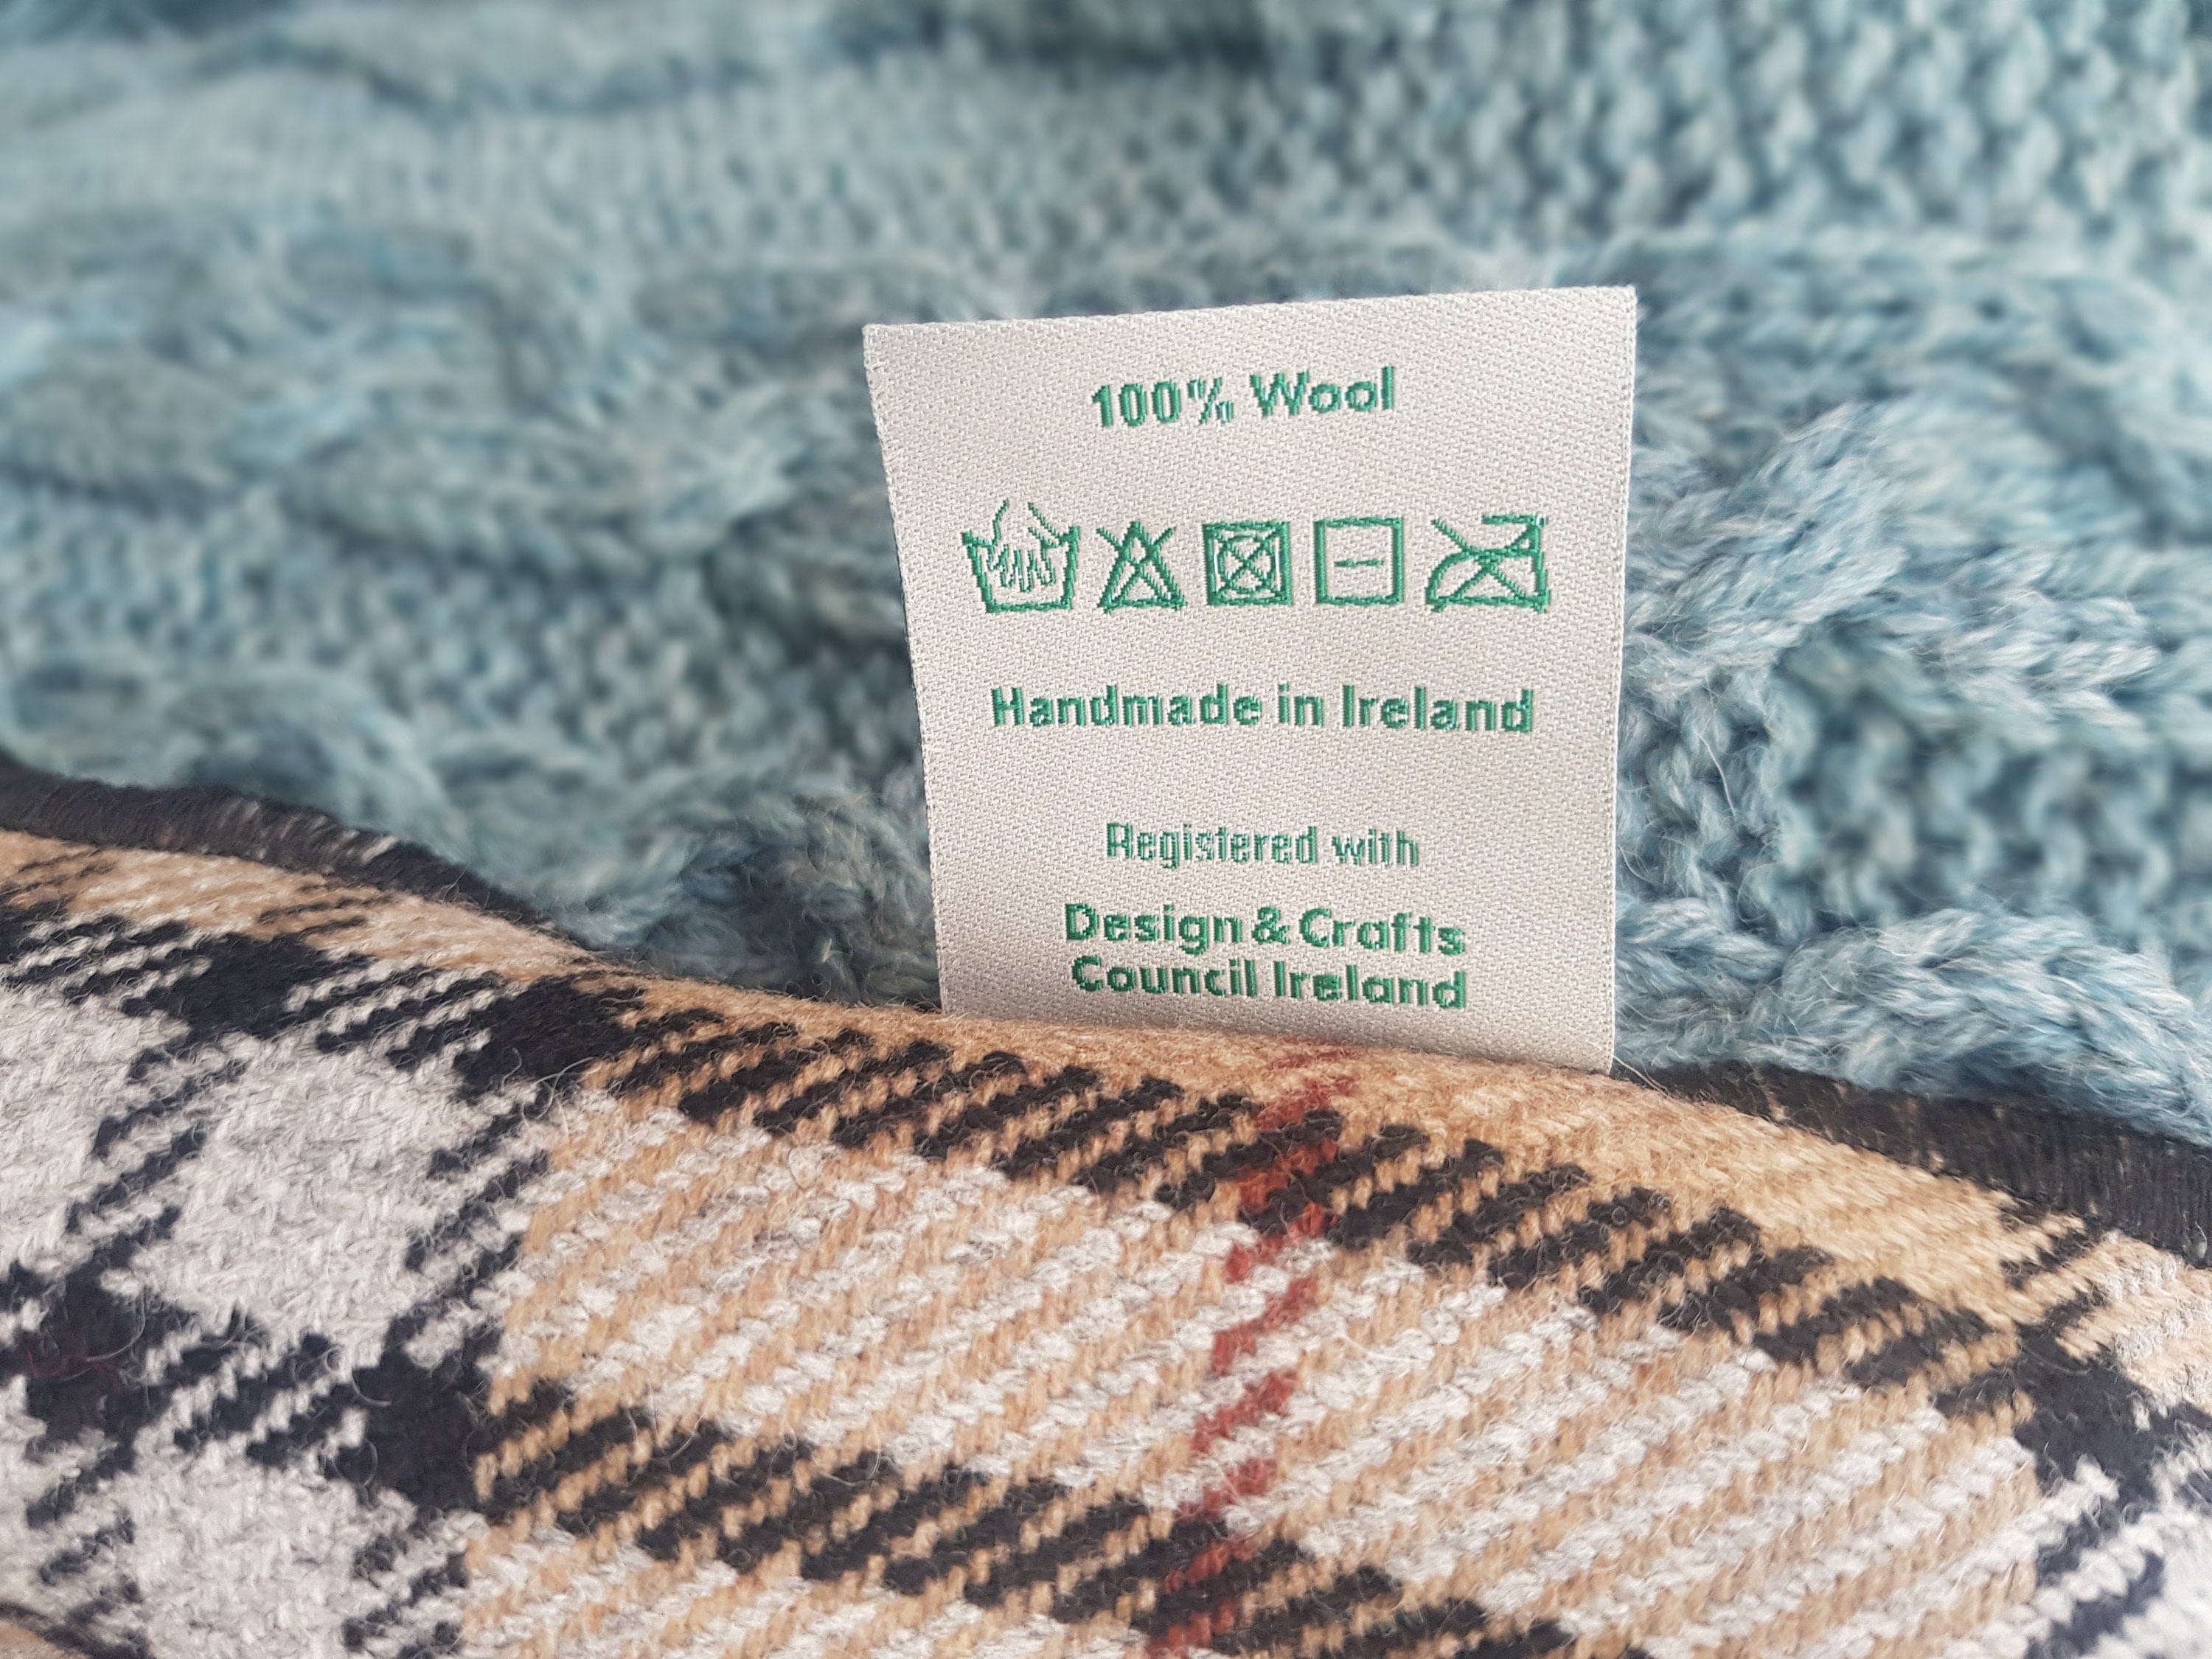 100% Wool
Handmade in Ireland
Registered with
Design & Crafts
Council Ireland